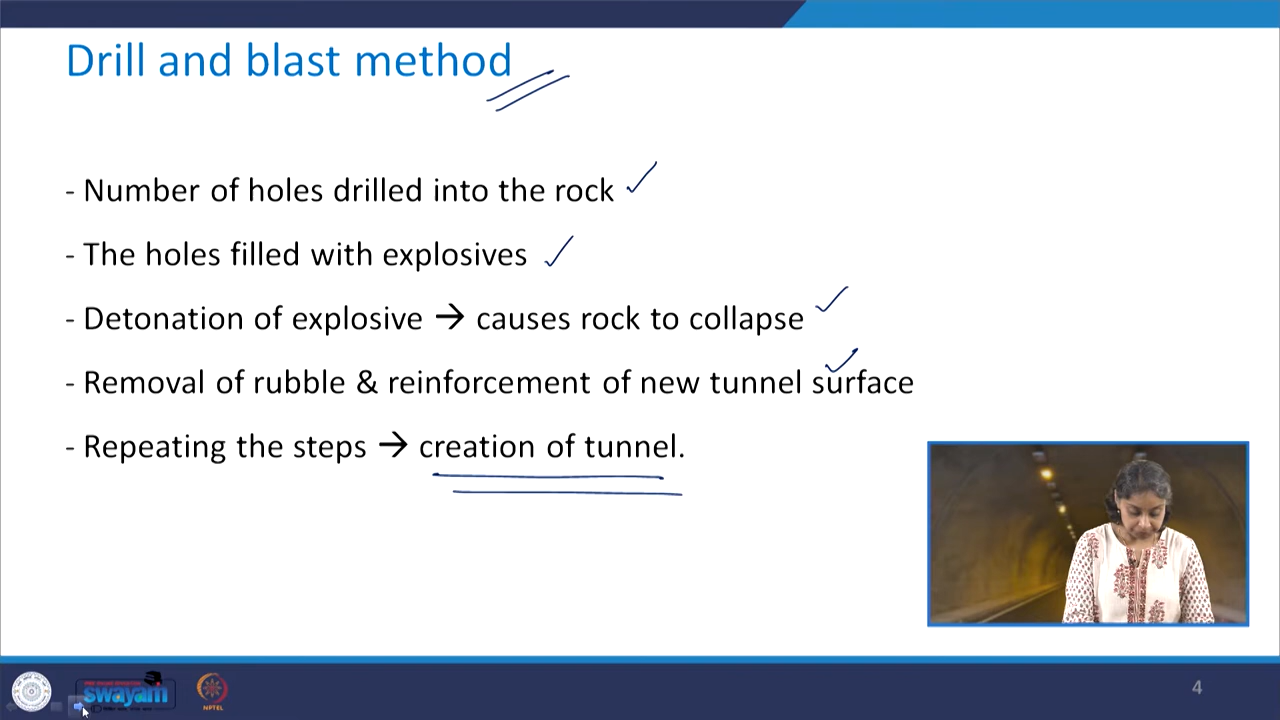 Drill and blast method
- Number of holes drilled into the rock
- The holes filled with explosives
- Detonation of explosive → causes rock to collapse
- Removal of rubble & reinforcement of new tunnel surface
- Repeating the steps → creation of tunnel.
swayam
NPTEL
4